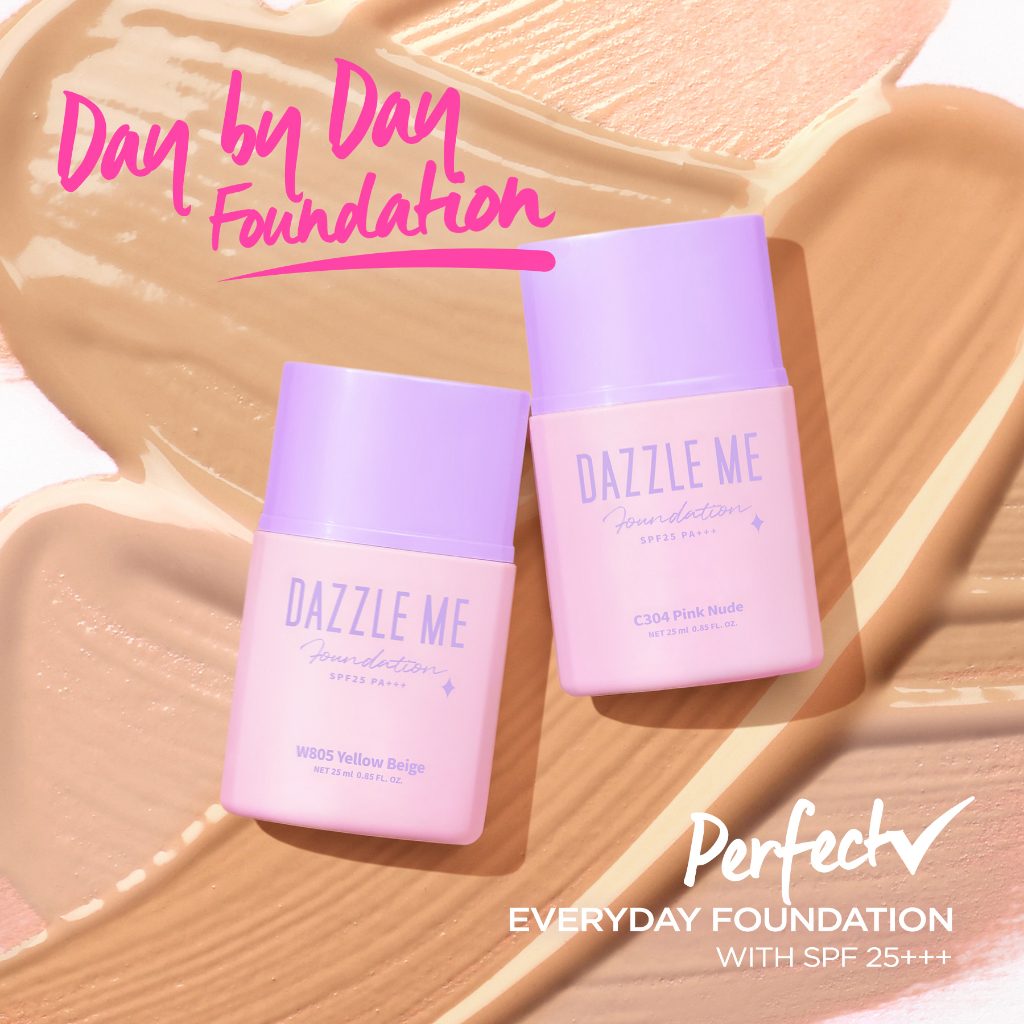 Day by Day
Foundation
DAZZLE ME
Foundation
SPF25 PA+++
C304 Pink Nude
NET 25 ml 0.85 FL. OZ.
DAZZLE ME
Foundation
SPF25 PA+++
W805 Yellow Beige
NET 25 ml 0.85 FL. OZ.
Perfect✓
EVERYDAY FOUNDATION
WITH SPF 25+++